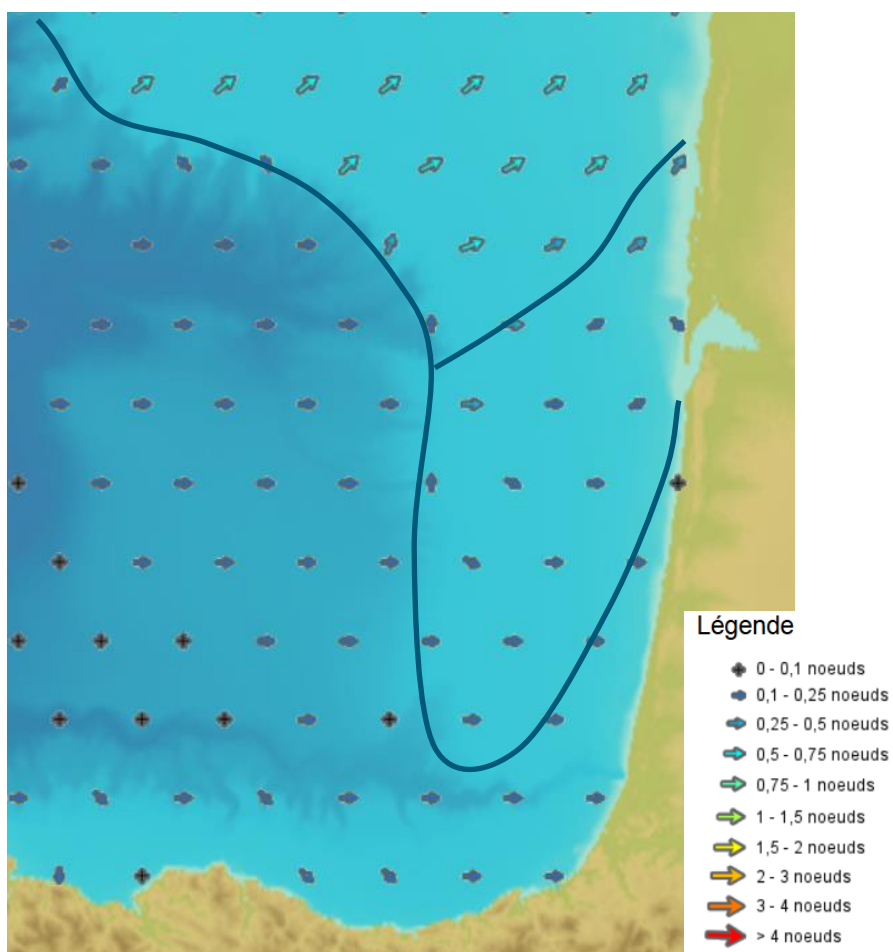 Légende
0 - 0,1 noeuds
0,1 - 0,25 noeuds
0,25 - 0,5 noeuds
0,5 - 0,75 noeuds
0,75 - 1 noeuds
1 - 1,5 noeuds
1,5 - 2 noeuds
2 - 3 noeuds
3 - 4 noeuds
> 4 noeuds